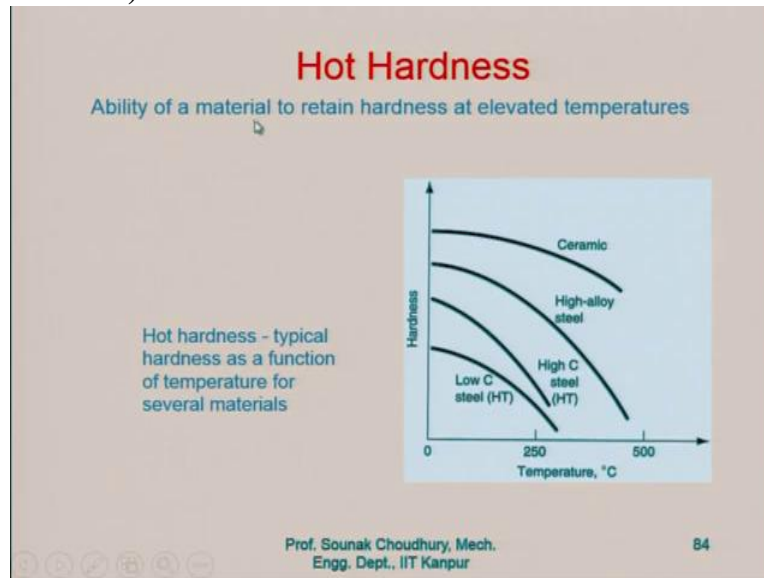 Hot Hardness
Ability of a material to retain hardness at elevated temperatures
Hot hardness - typical
hardness as a function
of temperature for
several materials
Hardness
Ceramic
High-alloy
steel
High C
steel
(HT)
Low C
steel (HT)
0
250
500
Temperature, °C
Prof. Sounak Choudhury, Mech.
Engg. Dept., IIT Kanpur
84